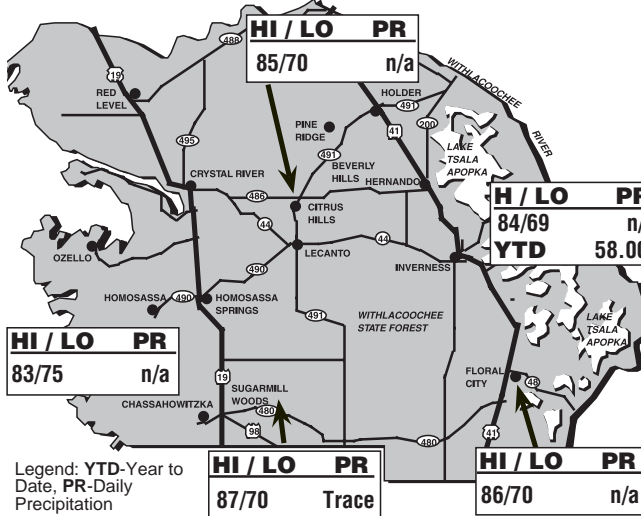 HI / LO PR
85/70 n/a
488
19
RED
LEVEL
WITHLACOOCHEE
RIVER
HOLDER
491
41
200
PINE
RIDGE
495
491
BEVERLY
HILLS
LAKE
TSALA
APOPKA
CRYSTAL RIVER
HERNANDO
486
CITRUS
HILLS
H / LO PR
84/69 n/
YTD 58.00
44
44
OZELLO
LECANTO
INVERNESS
490
HOMOSASSA
490
HOMOSASSA
SPRINGS
491
WITHLACOOCHEE
STATE FOREST
LAKE
TSALA
APOPKA
HI / LO PR
83/75 n/a
19
SUGARMILL
WOODS
FLORAL
CITY
48
CHASSAHOWITZKA
480
98
480
41
Legend: YTD-Year to
Date, PR-Daily
Precipitation
HI / LO PR
87/70 Trace
HI / LO PR
86/70 n/a